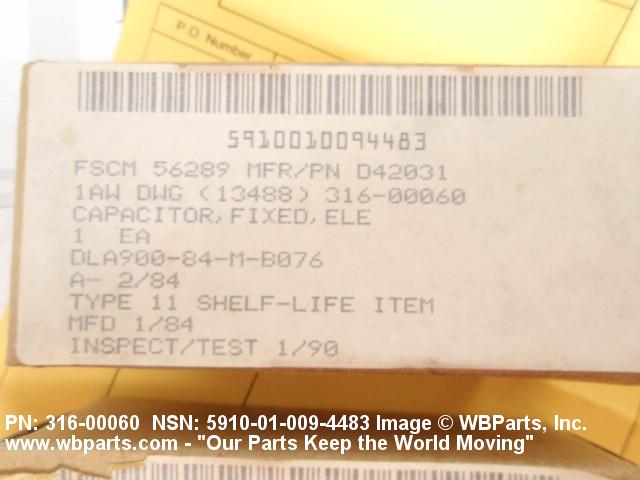 P.O. Number
5910010094483
FSCM 56289 MFR/PN D42031
1AW DWG (13488) 316-00060
CAPACITOR,FIXED,ELE
1 EA
DLA900-84-M-B076
A- 2/84
TYPE 11 SHELF-LIFE ITEM
MFD 1/84
INSPECT/TEST 1/90
PN: 316-00060 NSN: 5910-01-009-4483 Image © WBParts, Inc.
www.wbparts.com - "Our Parts Keep the World Moving"